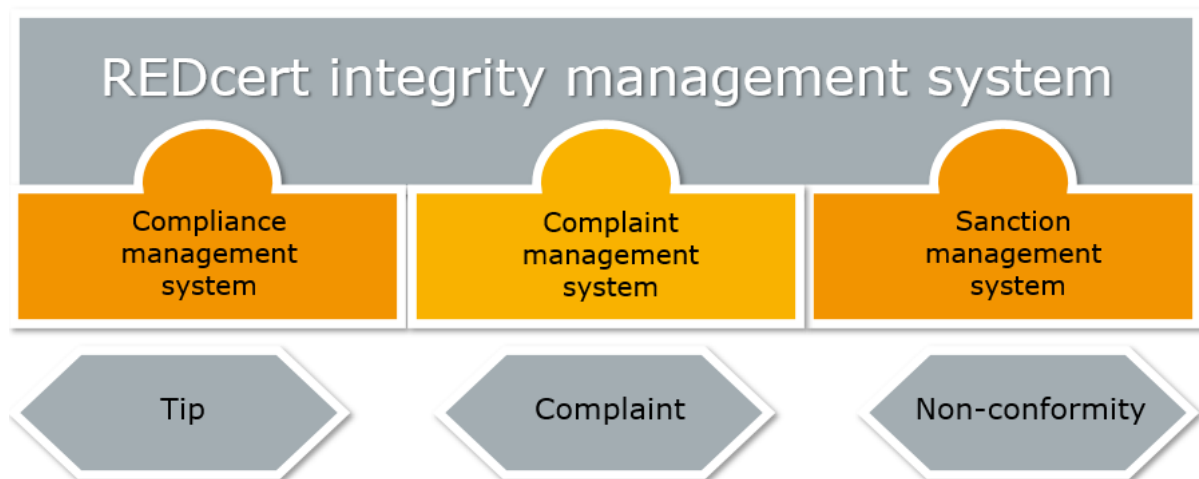 REDcert integrity management system
Compliance
management
system
Complaint
management
system
Sanction
management
system
Tip
Complaint
Non-conformity